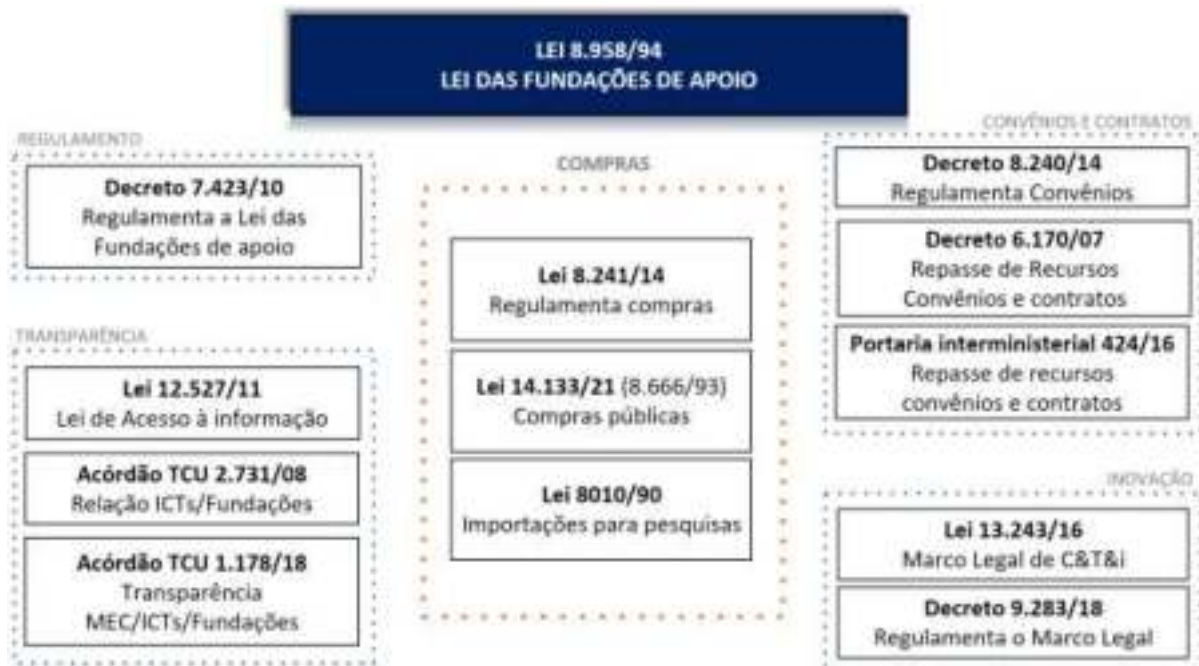 LEI 8.958/94
LEI DAS FUNDAÇÕES DE APOIO
REGULAMENTO
Decreto 7.423/10
Regulamenta a Lei das
Fundações de apoio
TRANSPARÊNCIA
Lei 12.527/11
Lei de Acesso à informação
Acórdão TCU 2.731/08
Relação ICTs/Fundações
Acórdão TCU 1.178/18
Transparência
MEC/ICTs/Fundações
COMPRAS
Lei 8.241/14
Regulamenta compras
Lei 14.133/21 (8.666/93)
Compras públicas
Lei 8010/90
Importações para pesquisas
CONVÊNIOS E CONTRATOS
Decreto 8.240/14
Regulamenta Convênios
Decreto 6.170/07
Repasse de Recursos
Convênios e contratos
Portaria interministerial 424/16
Repasse de recursos
convênios e contratos
INOVAÇÃO
Lei 13.243/16
Marco Legal de C&T&i
Decreto 9.283/18
Regulamenta o Marco Legal